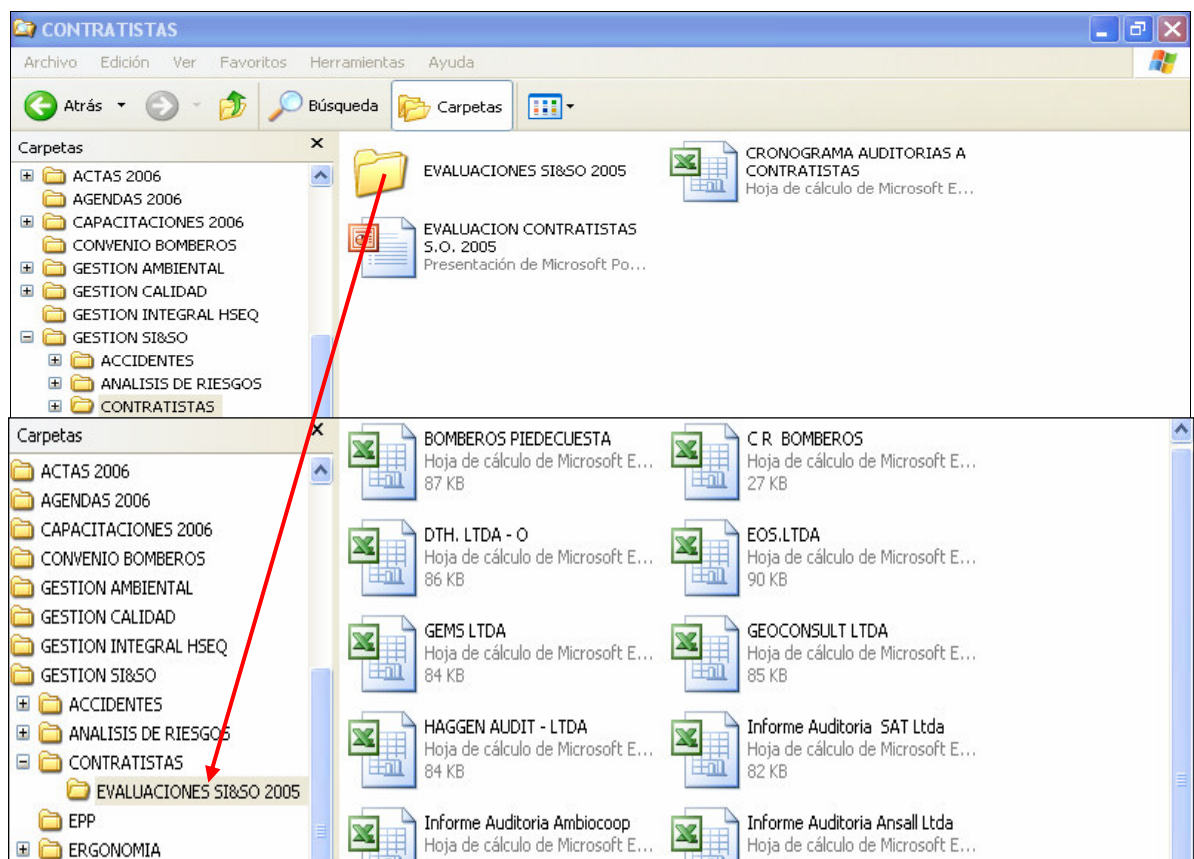 CONTRATISTAS
Archivo Edición Ver Favoritos Herramientas Ayuda
Atrás Búsqueda Carpetas
Carpetas
ACTAS 2006
AGENDAS 2006
CAPACITACIONES 2006
CONVENIO BOMBEROS
GESTION AMBIENTAL
GESTION CALIDAD
GESTION INTEGRAL HSEQ
GESTION SI&SO
ACCIDENTES
ANALISIS DE RIESGOS
CONTRATISTAS
EVALUACIONES SI&SO 2005
CRONOGRAMA AUDITORIAS A
CONTRATISTAS
Hoja de cálculo de Microsoft E...
EVALUACION CONTRATISTAS
S.O. 2005
Presentación de Microsoft Po...
Carpetas
ACTAS 2006
AGENDAS 2006
CAPACITACIONES 2006
CONVENIO BOMBEROS
GESTION AMBIENTAL
GESTION CALIDAD
GESTION INTEGRAL HSEQ
GESTION SI&SO
ACCIDENTES
ANALISIS DE RIESGOS
CONTRATISTAS
EVALUACIONES SI&SO 2005
EPP
ERGONOMIA
BOMBEROS PIEDECUESTA
Hoja de cálculo de Microsoft E...
87 KB
C R BOMBEROS
Hoja de cálculo de Microsoft E...
27 KB
DTH. LTDA - O
Hoja de cálculo de Microsoft E...
86 KB
EOS.LTDA
Hoja de cálculo de Microsoft E...
90 KB
GEMS LTDA
Hoja de cálculo de Microsoft E...
84 KB
GEOCONSULT LTDA
Hoja de cálculo de Microsoft E...
85 KB
HAGGEN AUDIT - LTDA
Hoja de cálculo de Microsoft E...
84 KB
Informe Auditoria SAT Ltda
Hoja de cálculo de Microsoft E...
82 KB
Informe Auditoria Ambiocoop
Hoja de cálculo de Microsoft E...
Informe Auditoria Ansall Ltda
Hoja de cálculo de Microsoft E...